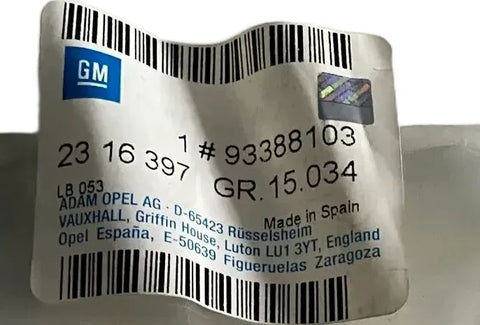 GM
1 # 93388103
23 16 397 GR. 15.034
LB 053 Made in Spain
ADAM OPEL AG · D-65423 Rüsselsheim
VAUXHALL, Griffin House, Luton LU1 3YT, England
Opel España, E-50639 Figueruelas Zaragoza